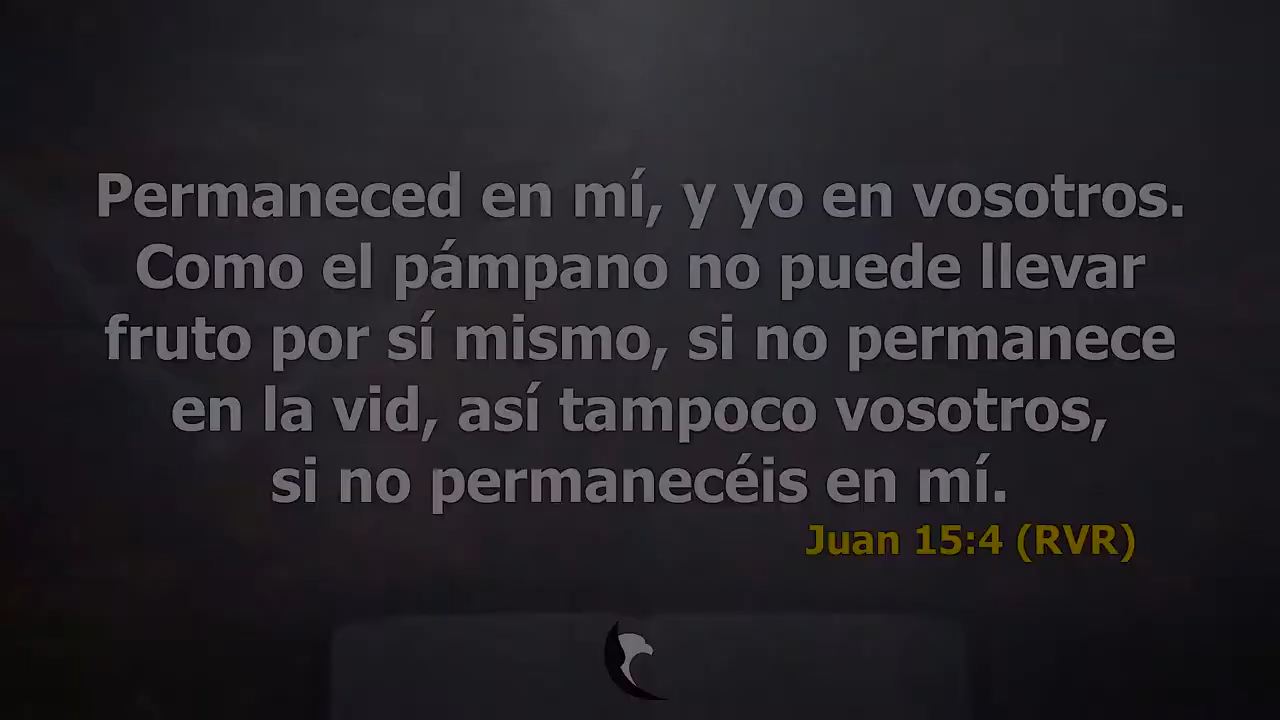 Permaneced en mí, y yo en vosotros.
Como el pámpano no puede llevar
fruto por sí mismo, si no permanece
en la vid, así tampoco vosotros,
si no permanecéis en mí.
Juan 15:4 (RVR)